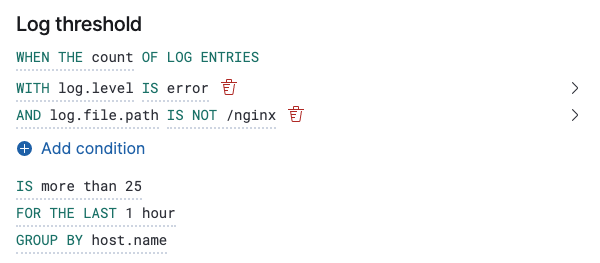 Log threshold
WHEN THE count OF LOG ENTRIES
WITH log.level IS error
AND log.file.path IS NOT /nginx
Add condition
IS more than 25
FOR THE LAST 1 hour
GROUP BY host.name